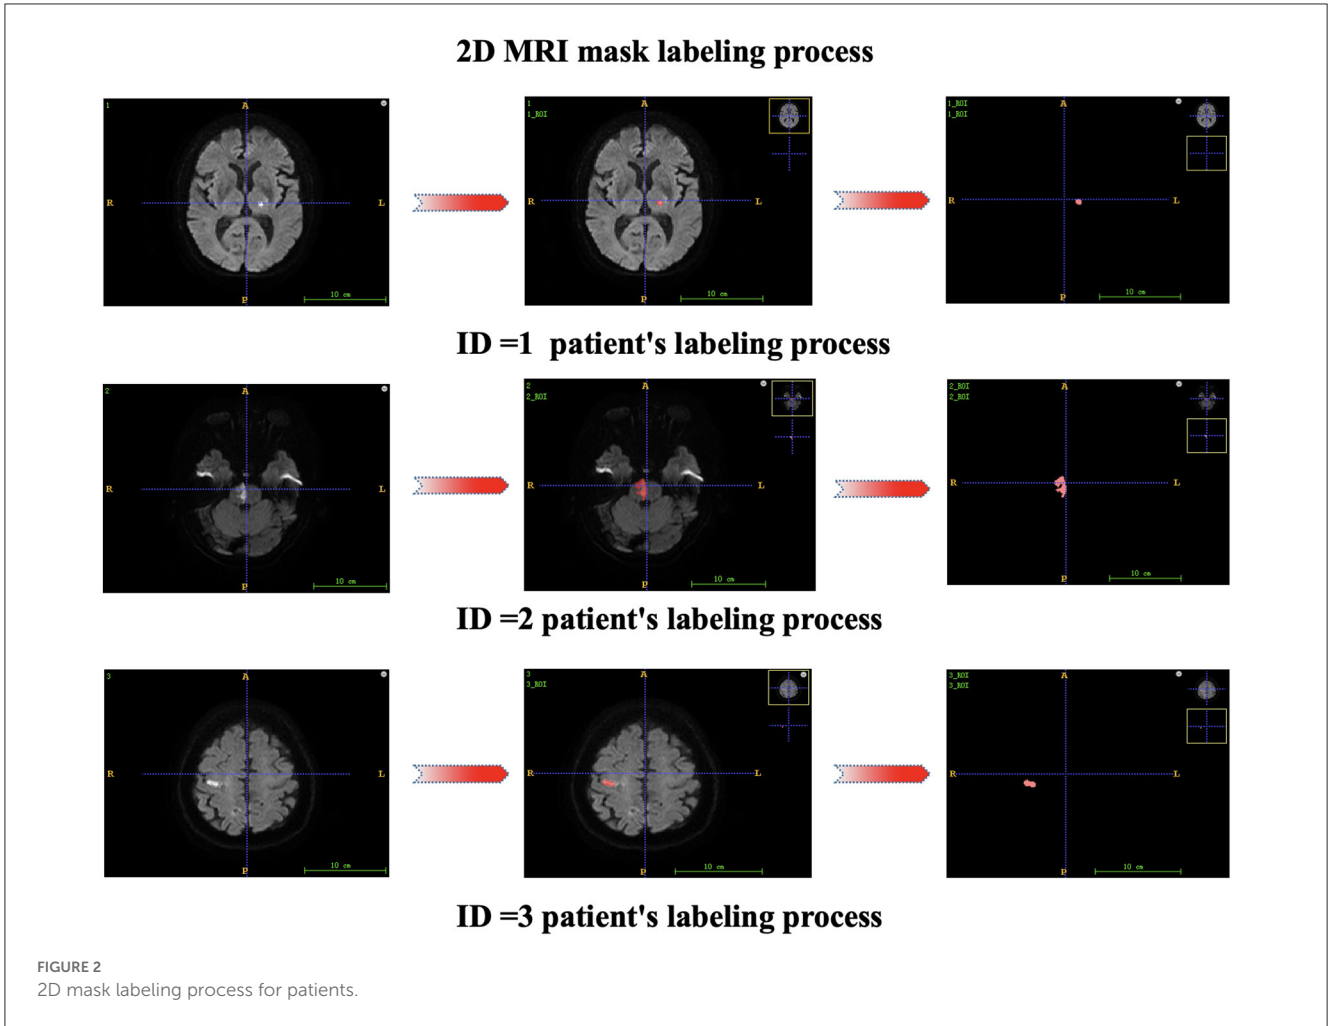 2D MRI mask labeling process
1
A
R
L
P
10 cm
1
1_ROI
A
R
L
P
10 cm
1_ROI
1_ROI
A
R
L
P
10 cm
ID =1 patient's labeling process
2
A
R
L
P
10 cm
2
2_ROI
A
R
L
P
10 cm
2_ROI
2_ROI
A
R
L
P
10 cm
ID =2 patient's labeling process
3
A
R
L
P
10 cm
3
3_ROI
A
R
L
P
10 cm
3_ROI
3_ROI
A
R
L
P
10 cm
ID =3 patient's labeling process
FIGURE 2
2D mask labeling process for patients.